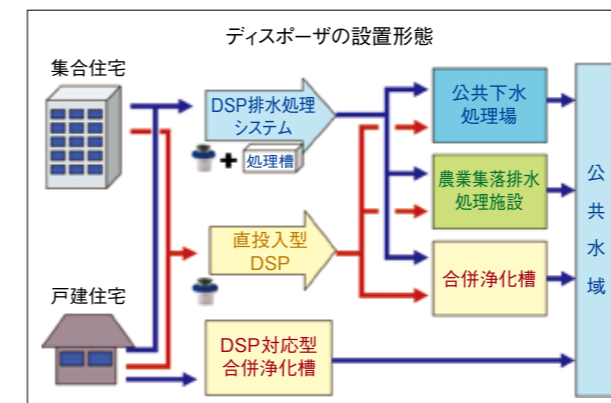 ディスポーザの設置形態
集合住宅
DSP排水処理
システム
+
処理槽
直投入型
DSP
戸建住宅
DSP対応型
合併浄化槽
公共下水
処理場
農業集落排水
処理施設
合併浄化槽
公共水域